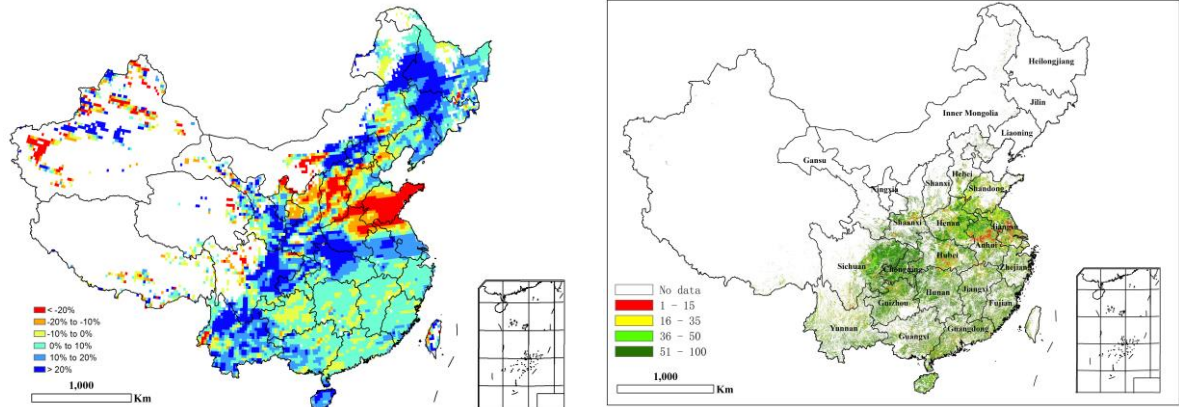 < -20%
-20% to -10%
-10% to 0%
0% to 10%
10% to 20%
> 20%
1,000
Km
Heilongjiang
Jilin
Inner Mongolia
Liaoning
Gansu
Hebei
Ningxia
Shanxi
Shandong
Shaanxi
Henan
Jiangsu
Anhui
Sichuan
Chongqing
Hubei
Zhejiang
Guizhou
Hunan
Jiangxi
Fujian
Yunnan
Guangxi
Guangdong
No data
1 - 15
16 - 35
36 - 50
51 - 100
1,000
Km